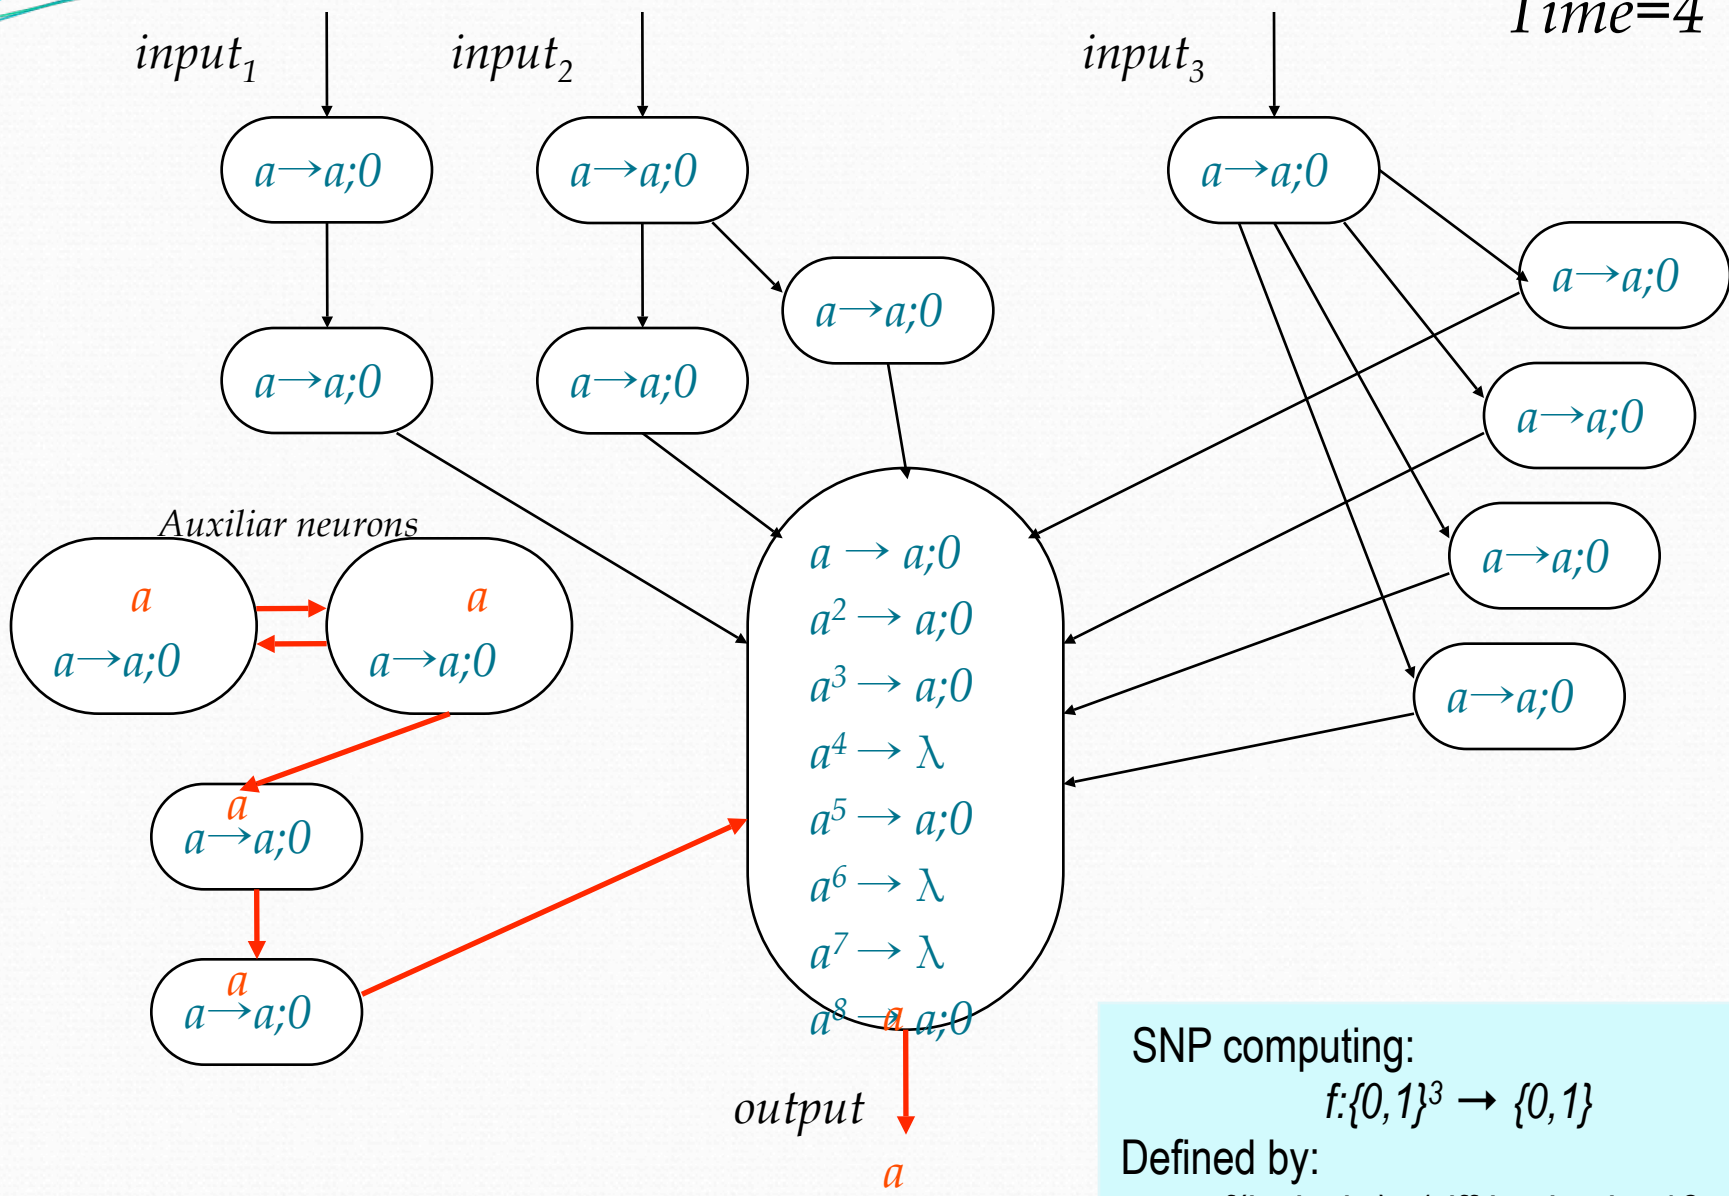 Time=4
input₁ input₂ input₃
a→a;0 a→a;0 a→a;0
a→a;0
a→a;0
a→a;0 a→a;0
a→a;0
Auxiliar neurons
a a
a→a;0 a→a;0
a → a;0
a² → a;0
a³ → a;0
a⁴ → λ
a⁵ → a;0
a⁶ → λ
a⁷ → λ
a⁸ → a;0
a→a;0
a→a;0
a
a→a;0
a
a→a;0
a
output
a
SNP computing:
f:{0,1}³ → {0,1}
Defined by: